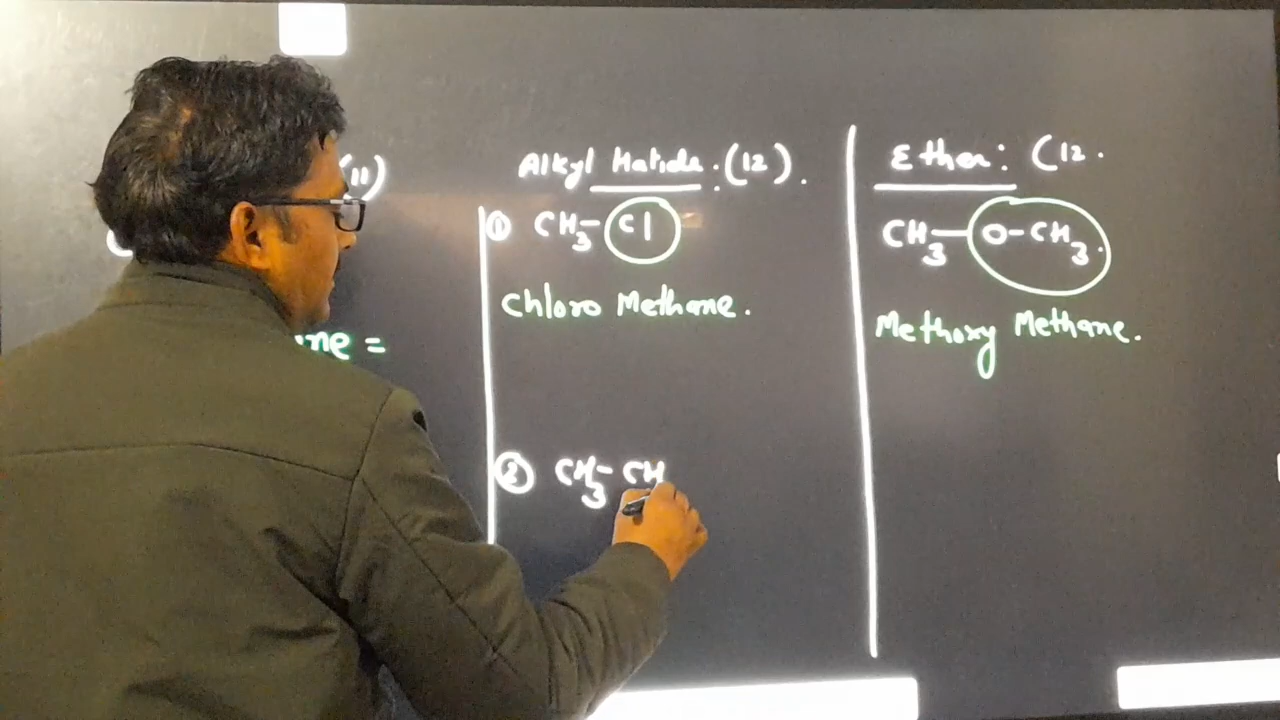 (11)
ne =
Alkyl Halide. (12).
① CH3- Cl
Chloro Methane.
② CH3- CH
Ether: (12.
CH3-O-CH3.
Methoxy Methane.